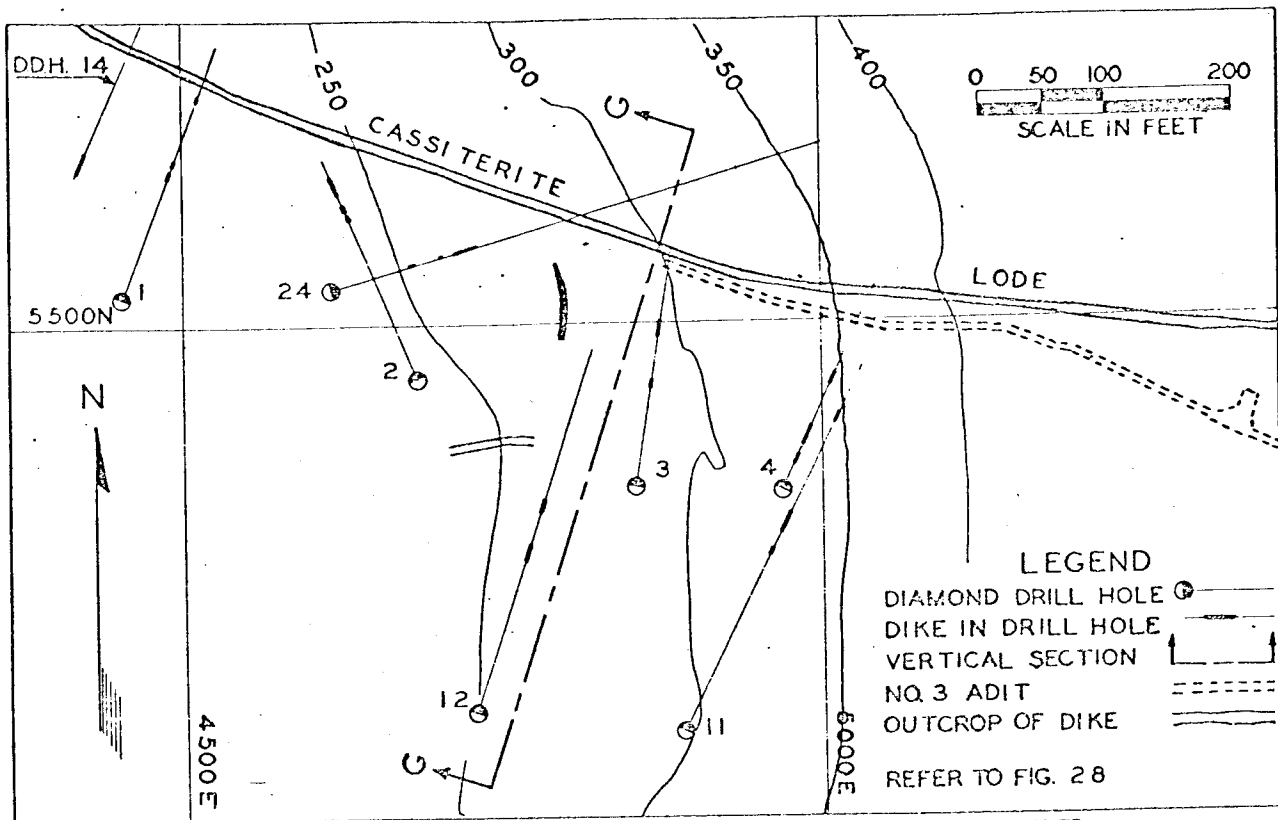 DDH. 14
250
300
350
400
0 50 100 200
SCALE IN FEET
G
CASSITERITE
LODE
1
24
5500N
2
N
3
4
12
11
G
4500E
5000E
LEGEND
DIAMOND DRILL HOLE
DIKE IN DRILL HOLE
VERTICAL SECTION
NO. 3 ADIT
OUTCROP OF DIKE
REFER TO FIG. 28